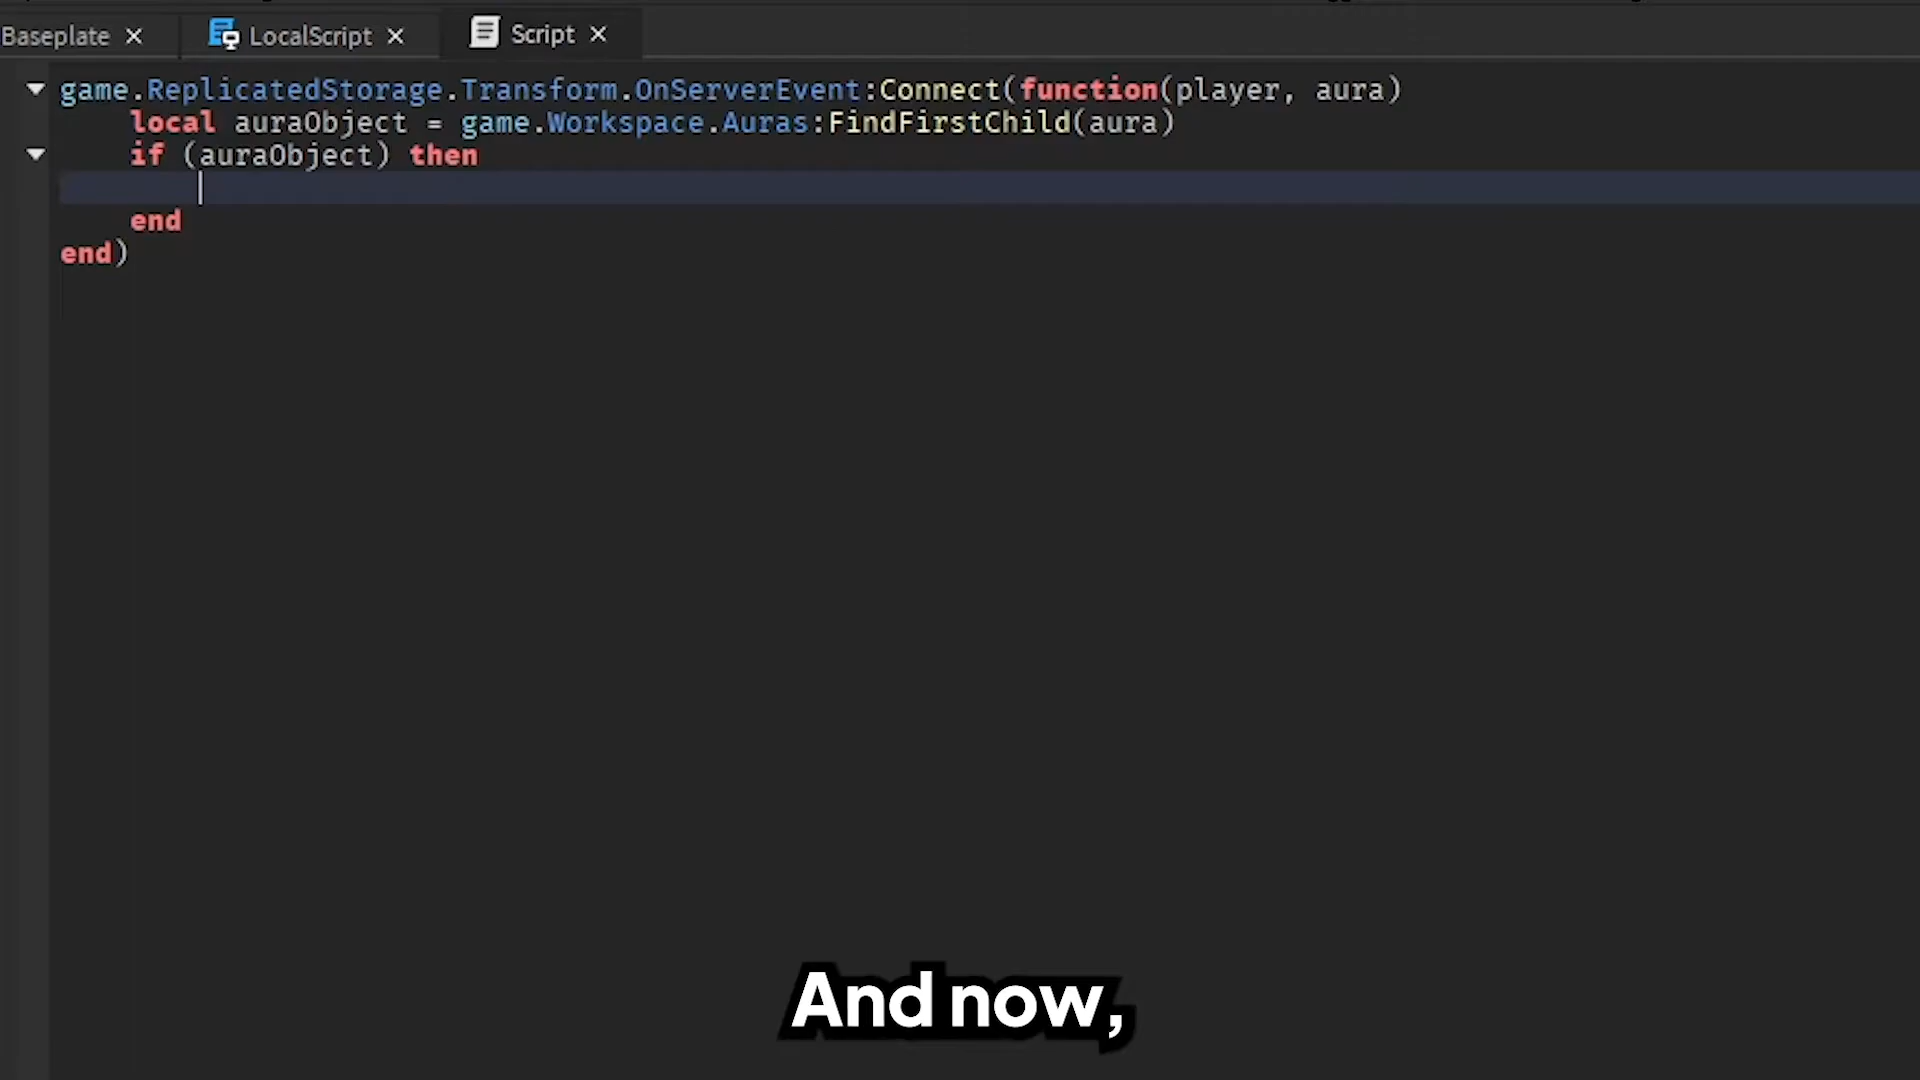 Baseplate LocalScript Script
game.ReplicatedStorage.Transform.OnServerEvent:Connect(function(player, aura)
local auraObject = game.Workspace.Auras:FindFirstChild(aura)
if (auraObject) then
end
end)
And now,